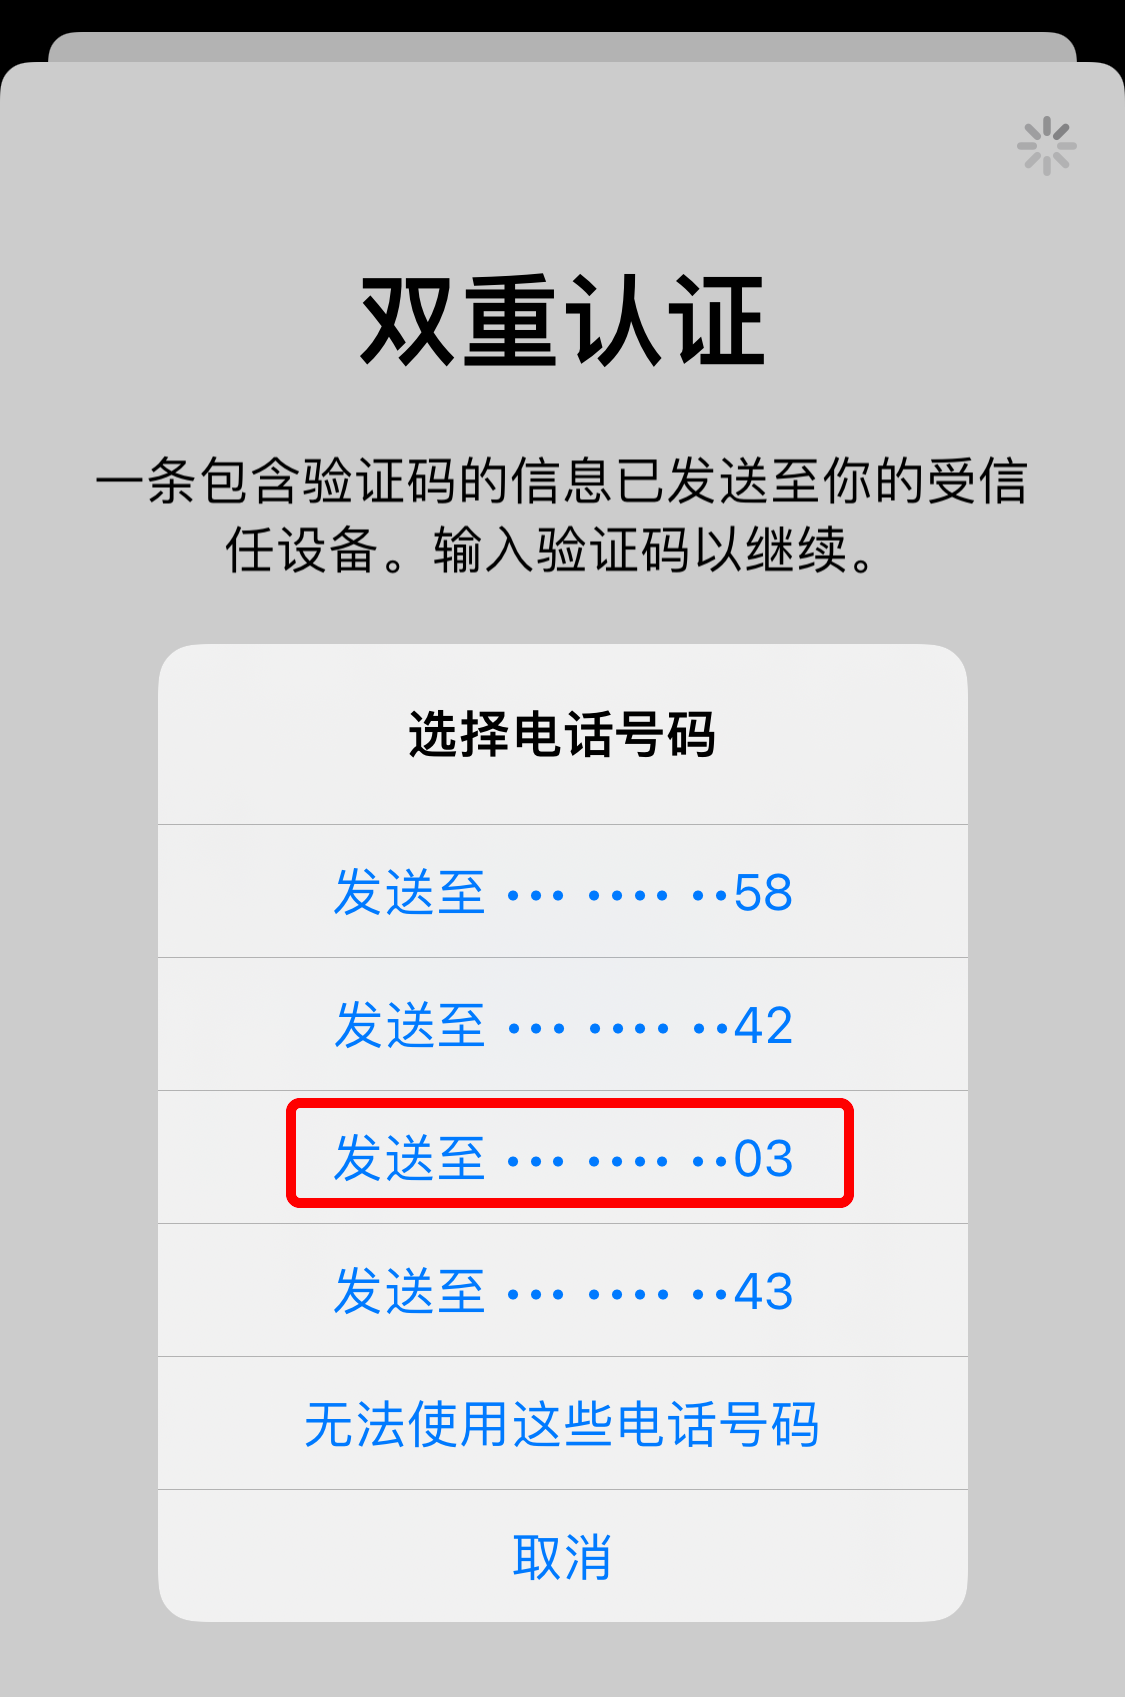 双重认证
一条包含验证码的信息已发送至你的受信
任设备。输入验证码以继续。
选择电话号码
发送至 ••• •••• ••58
发送至 ••• •••• ••42
发送至 ••• •••• ••03
发送至 ••• •••• ••43
无法使用这些电话号码
取消